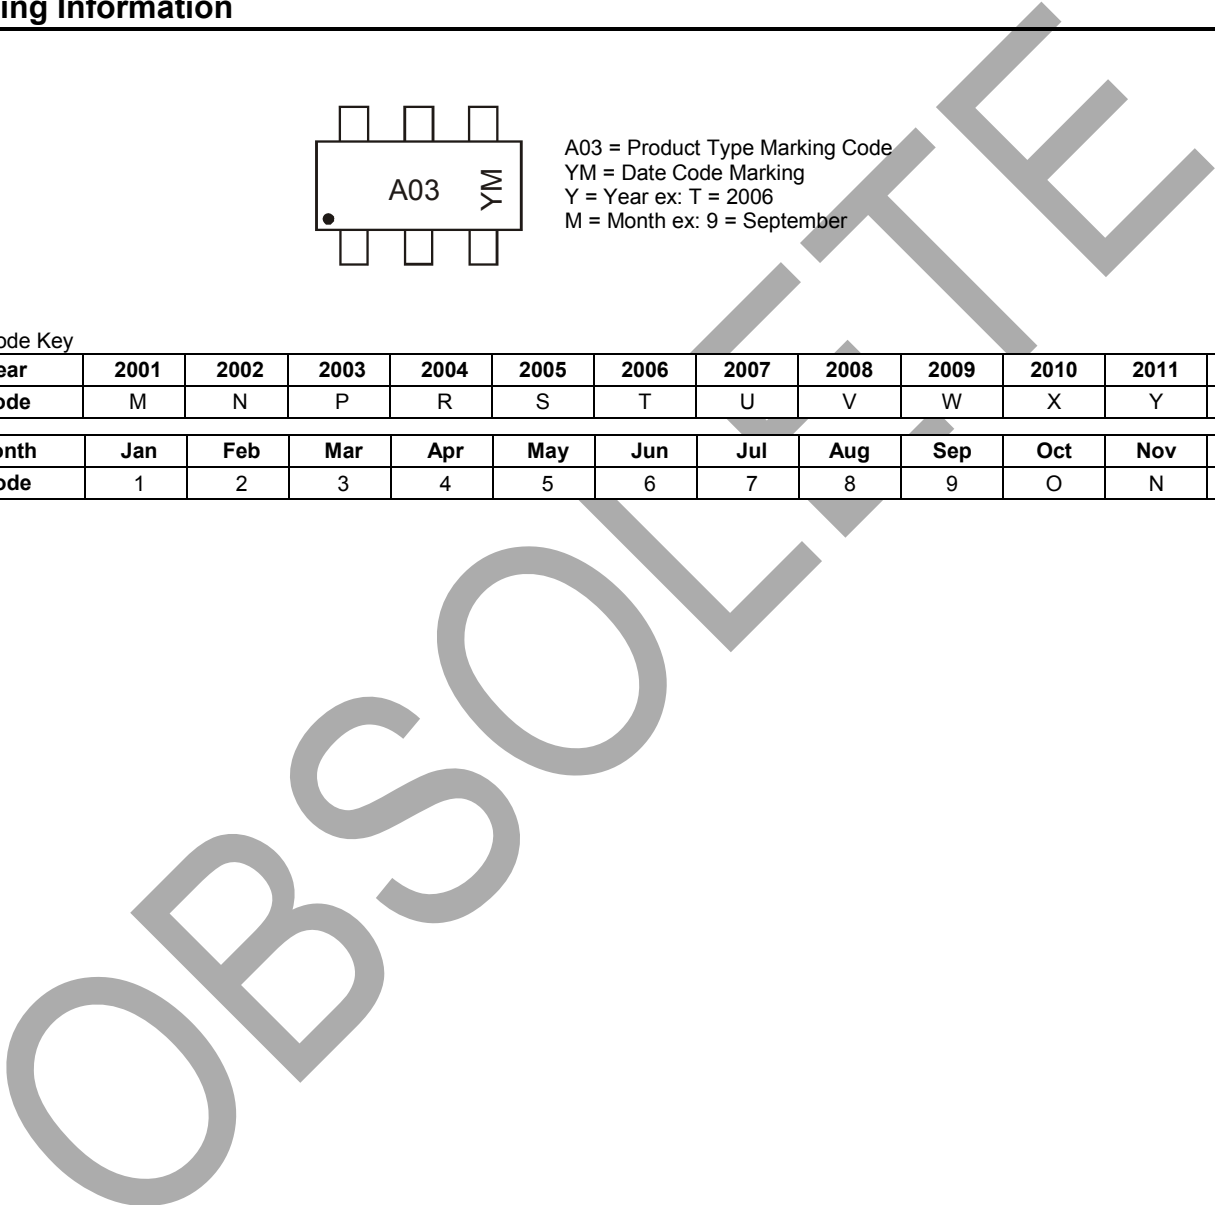 ing Information
A03
YM
A03 = Product Type Marking Code
YM = Date Code Marking
Y = Year ex: T = 2006
M = Month ex: 9 = September
ode Key
ear 2001 2002 2003 2004 2005 2006 2007 2008 2009 2010 2011
ode M N P R S T U V W X Y
onth Jan Feb Mar Apr May Jun Jul Aug Sep Oct Nov
ode 1 2 3 4 5 6 7 8 9 O N
OBSOLETE